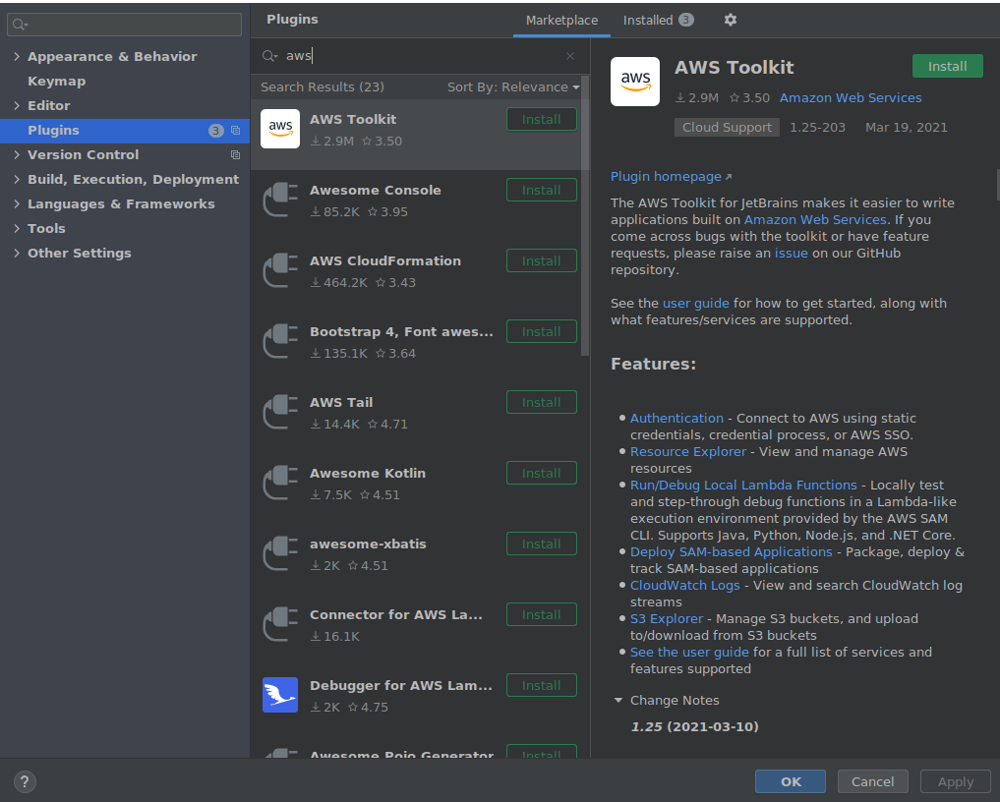 Appearance & Behavior
Keymap
Editor
Plugins 3
Version Control
Build, Execution, Deployment
Languages & Frameworks
Tools
Other Settings
Plugins
Marketplace
Installed 3
aws
Search Results (23) Sort By: Relevance
aws
AWS Toolkit
2.9M 3.50
Install
Awesome Console
85.2K 3.95
Install
AWS CloudFormation
464.2K 3.43
Install
Bootstrap 4, Font awes...
135.1K 3.64
Install
AWS Tail
14.4K 4.71
Install
Awesome Kotlin
7.5K 4.51
Install
awesome-xbatis
2K 4.51
Install
Connector for AWS La...
16.1K
Install
Debugger for AWS Lam...
2K 4.75
Install
Awesome Pojo Generator
Install
aws
AWS Toolkit
Install
2.9M 3.50 Amazon Web Services
Cloud Support 1.25-203 Mar 19, 2021
Plugin homepage
The AWS Toolkit for JetBrains makes it easier to write
applications built on Amazon Web Services. If you
come across bugs with the toolkit or have feature
requests, please raise an issue on our GitHub
repository.
See the user guide for how to get started, along with
what features/services are supported.
Features:
Authentication - Connect to AWS using static
credentials, credential process, or AWS SSO.
Resource Explorer - View and manage AWS
resources
Run/Debug Local Lambda Functions - Locally test
and step-through debug functions in a Lambda-like
execution environment provided by the AWS SAM
CLI. Supports Java, Python, Node.js, and .NET Core.
Deploy SAM-based Applications - Package, deploy &
track SAM-based applications
CloudWatch Logs - View and search CloudWatch log
streams
S3 Explorer - Manage S3 buckets, and upload
to/download from S3 buckets
See the user guide for a full list of services and
features supported
Change Notes
1.25 (2021-03-10)
?
OK
Cancel
Apply